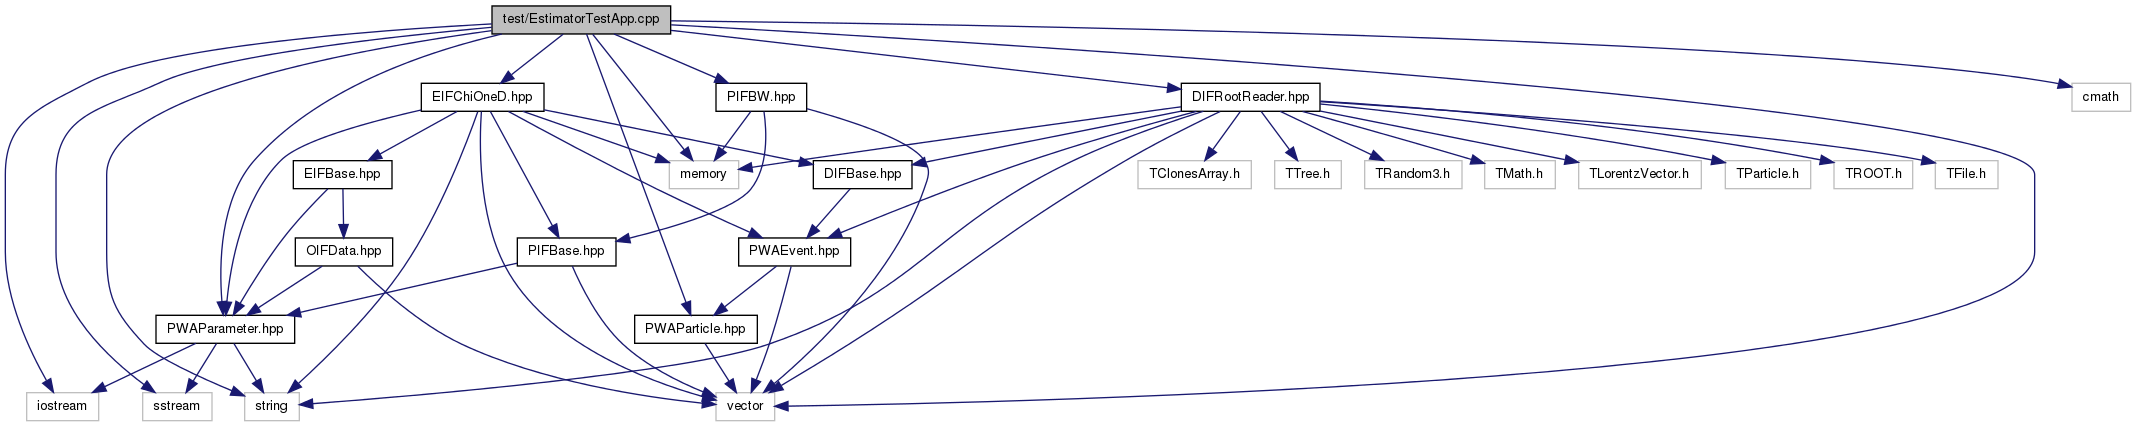 test/EstimatorTestApp.cpp
EIFChiOneD.hpp
PIFBW.hpp
DIFRootReader.hpp
cmath
EIFBase.hpp
memory
DIFBase.hpp
TClonesArray.h
TTree.h
TRandom3.h
TMath.h
TLorentzVector.h
TParticle.h
TROOT.h
TFile.h
OIFData.hpp
PIFBase.hpp
PWAEvent.hpp
PWAParameter.hpp
PWAParticle.hpp
iostream
sstream
string
vector